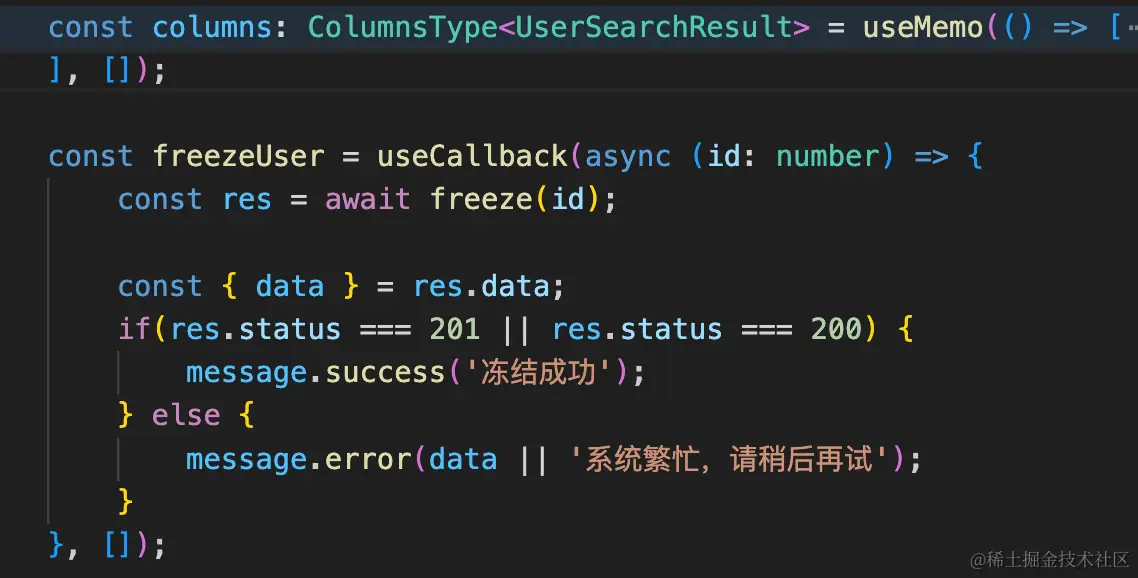 const columns: ColumnsType<UserSearchResult> = useMemo(() => [
], []);
const freezeUser = useCallback(async (id: number) => {
const res = await freeze(id);
const { data } = res.data;
if(res.status === 201 || res.status === 200) {
message.success('冻结成功');
} else {
message.error(data || '系统繁忙，请稍后再试');
}
}, []);
@稀土掘金技术社区